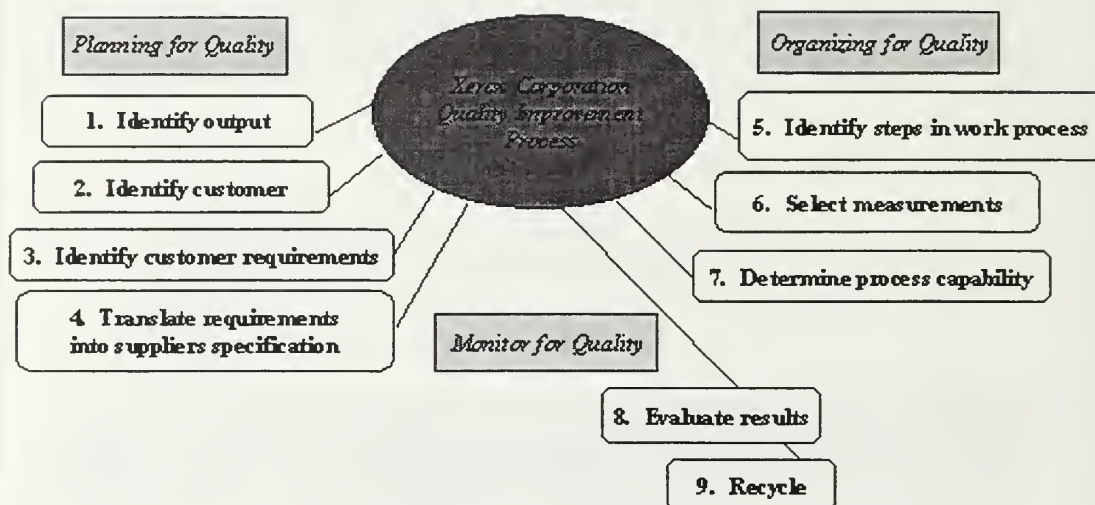 Planning for Quality
Xerox Corporation
Quality Improvement
Process
Organizing for Quality
1. Identify output
2. Identify customer
3. Identify customer requirements
4. Translate requirements
into suppliers specification
5. Identify steps in work process
6. Select measurements
7. Determine process capability
Monitor for Quality
8. Evaluate results
9. Recycle